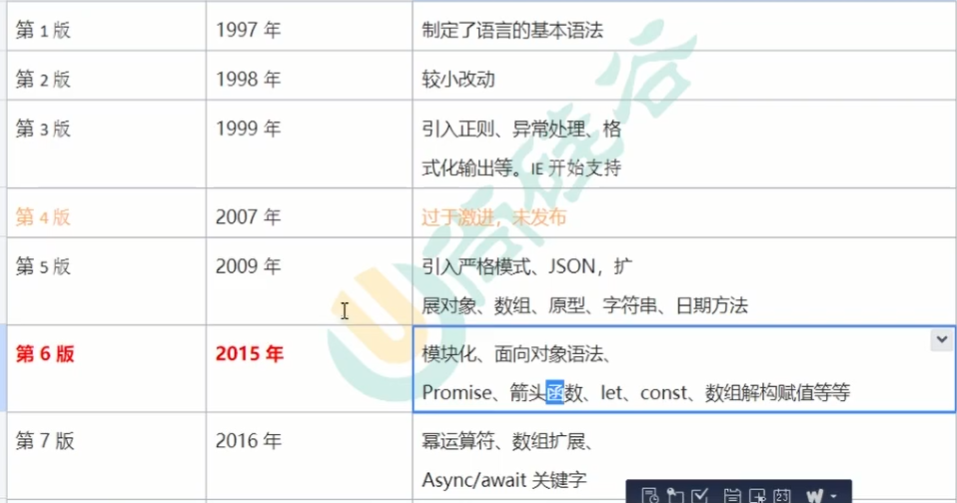 第 1 版 1997 年 制定了语言的基本语法
第 2 版 1998 年 较小改动
第 3 版 1999 年 引入正则、异常处理、格
式化输出等。IE 开始支持
第 4 版 2007 年 过于激进，未发布
第 5 版 2009 年 引入严格模式、JSON，扩
展对象、数组、原型、字符串、日期方法
第 6 版 2015 年 模块化、面向对象语法、
Promise、箭头函数、let、const、数组解构赋值等等
第 7 版 2016 年 幂运算符、数组扩展、
Async/await 关键字
尚硅谷
23